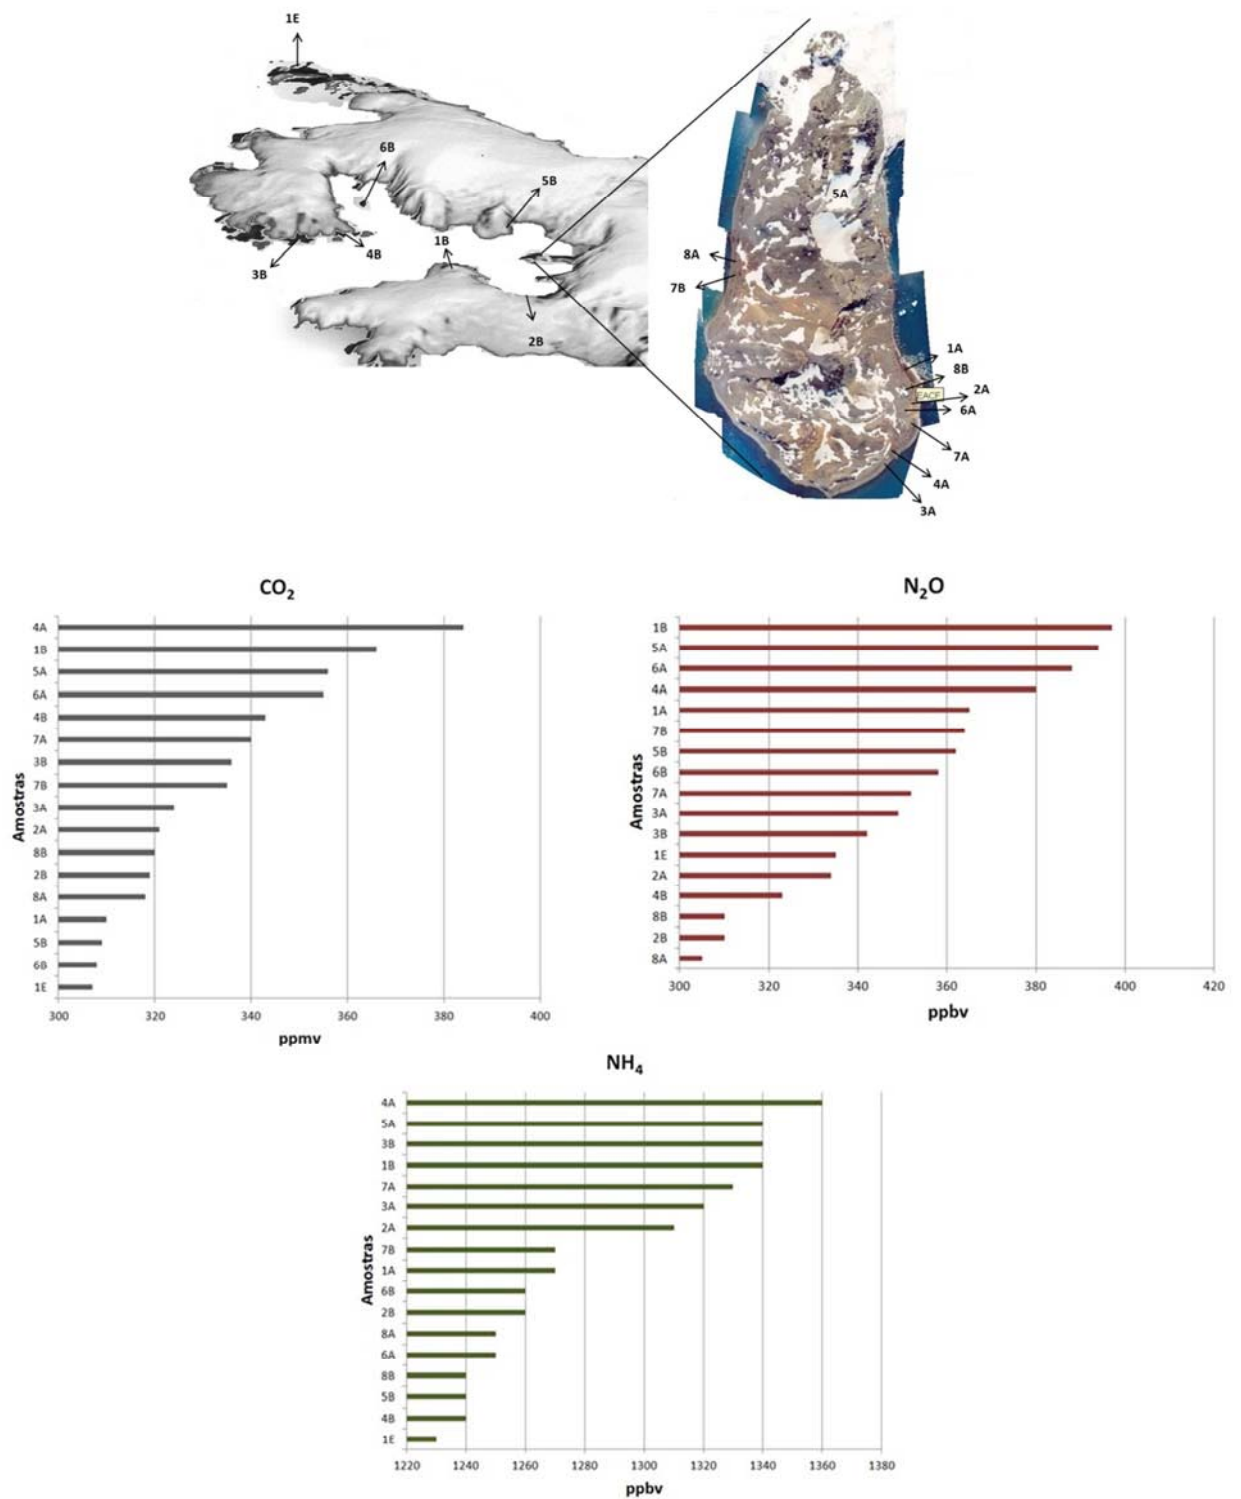 1E
6B
5B
1B
4B
3B
2B
5A
8A
7B
1A
8B
EACF
2A
6A
7A
4A
3A
CO2
Amostras
4A
1B
5A
6A
4B
7A
3B
7B
3A
2A
8B
2B
8A
1A
5B
6B
1E
300 320 340 360 380 400
ppmv
N2O
Amostras
1B
5A
6A
4A
1A
7B
5B
6B
7A
3A
3B
1E
2A
4B
8B
2B
8A
300 320 340 360 380 400 420
ppbv
NH4
Amostras
4A
5A
3B
1B
7A
3A
2A
7B
1A
6B
2B
8A
6A
8B
5B
4B
1E
1220 1240 1260 1280 1300 1320 1340 1360 1380
ppbv